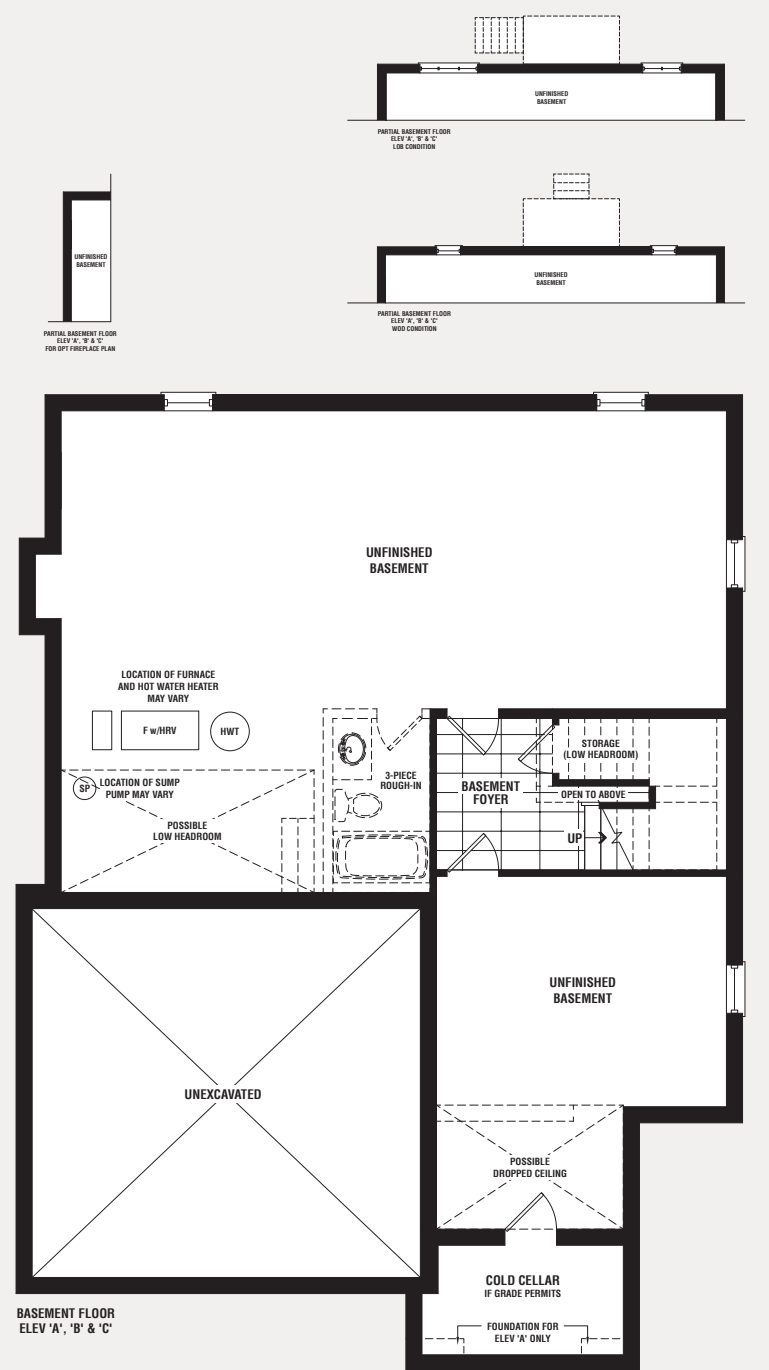 UNFINISHED
BASEMENT
PARTIAL BASEMENT FLOOR
ELEV 'A', 'B' & 'C'
LOB CONDITION
UNFINISHED
BASEMENT
PARTIAL BASEMENT FLOOR
ELEV 'A', 'B' & 'C'
FOR OPT FIREPLACE PLAN
UNFINISHED
BASEMENT
PARTIAL BASEMENT FLOOR
ELEV 'A', 'B' & 'C'
WOD CONDITION
UNFINISHED
BASEMENT
LOCATION OF FURNACE
AND HOT WATER HEATER
MAY VARY
F w/HRV
HWT
SP
LOCATION OF SUMP
PUMP MAY VARY
POSSIBLE
LOW HEADROOM
3-PIECE
ROUGH-IN
BASEMENT
FOYER
STORAGE
(LOW HEADROOM)
OPEN TO ABOVE
UP
UNFINISHED
BASEMENT
UNEXCAVATED
POSSIBLE
DROPPED CEILING
COLD CELLAR
IF GRADE PERMITS
FOUNDATION FOR
ELEV 'A' ONLY
BASEMENT FLOOR
ELEV 'A', 'B' & 'C'